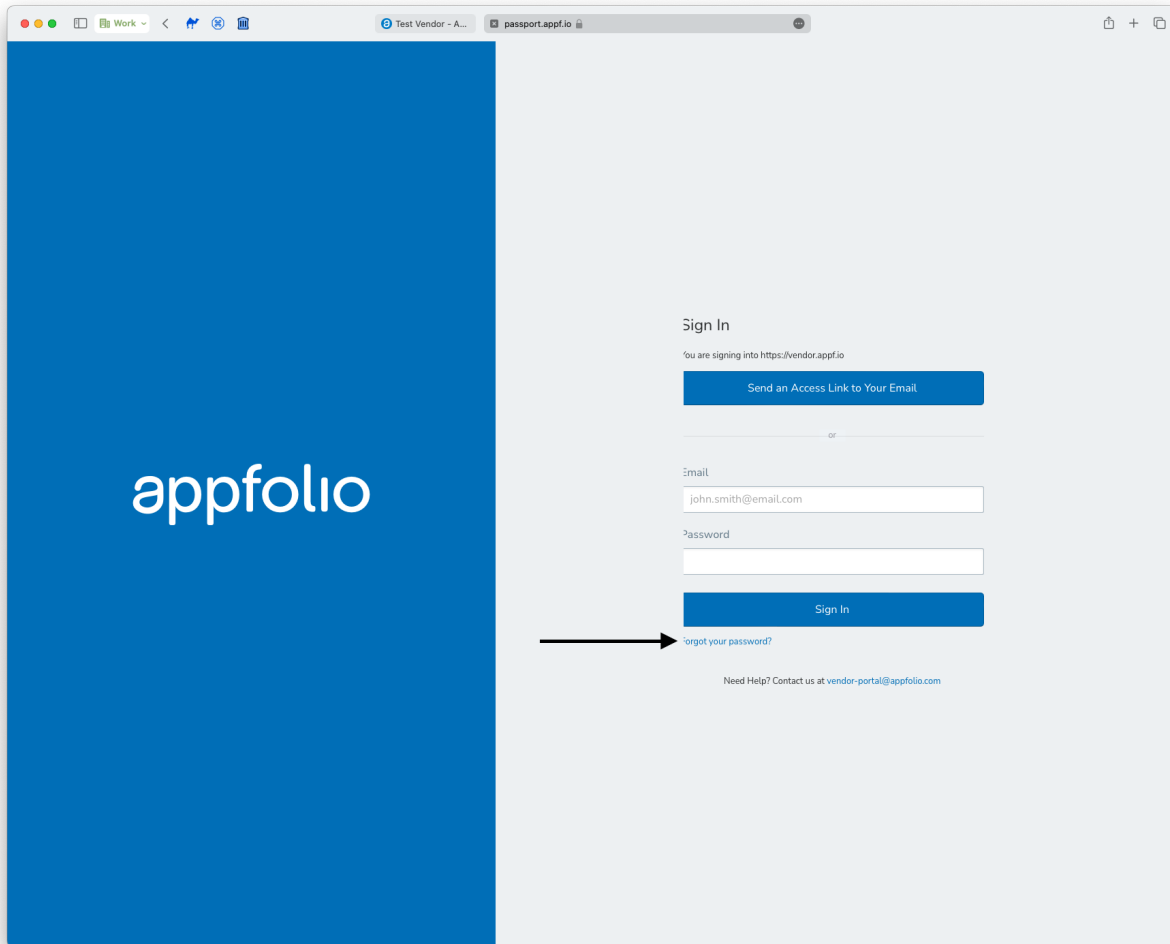 Work
Test Vendor - A...
passport.appf.io
appfolio
Sign In
You are signing into https://vendor.appf.io
Send an Access Link to Your Email
or
Email
john.smith@email.com
Password
Sign In
Forgot your password?
Need Help? Contact us at vendor-portal@appfolio.com